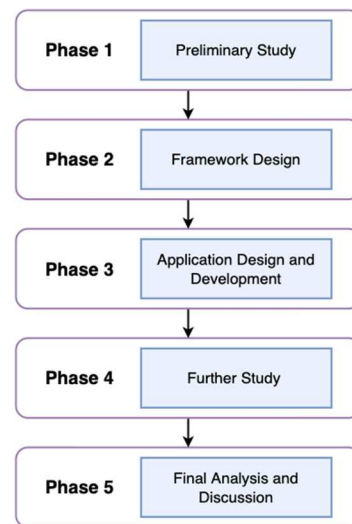 Phase 1
Preliminary Study
Phase 2
Framework Design
Phase 3
Application Design and
Development
Phase 4
Further Study
Phase 5
Final Analysis and
Discussion